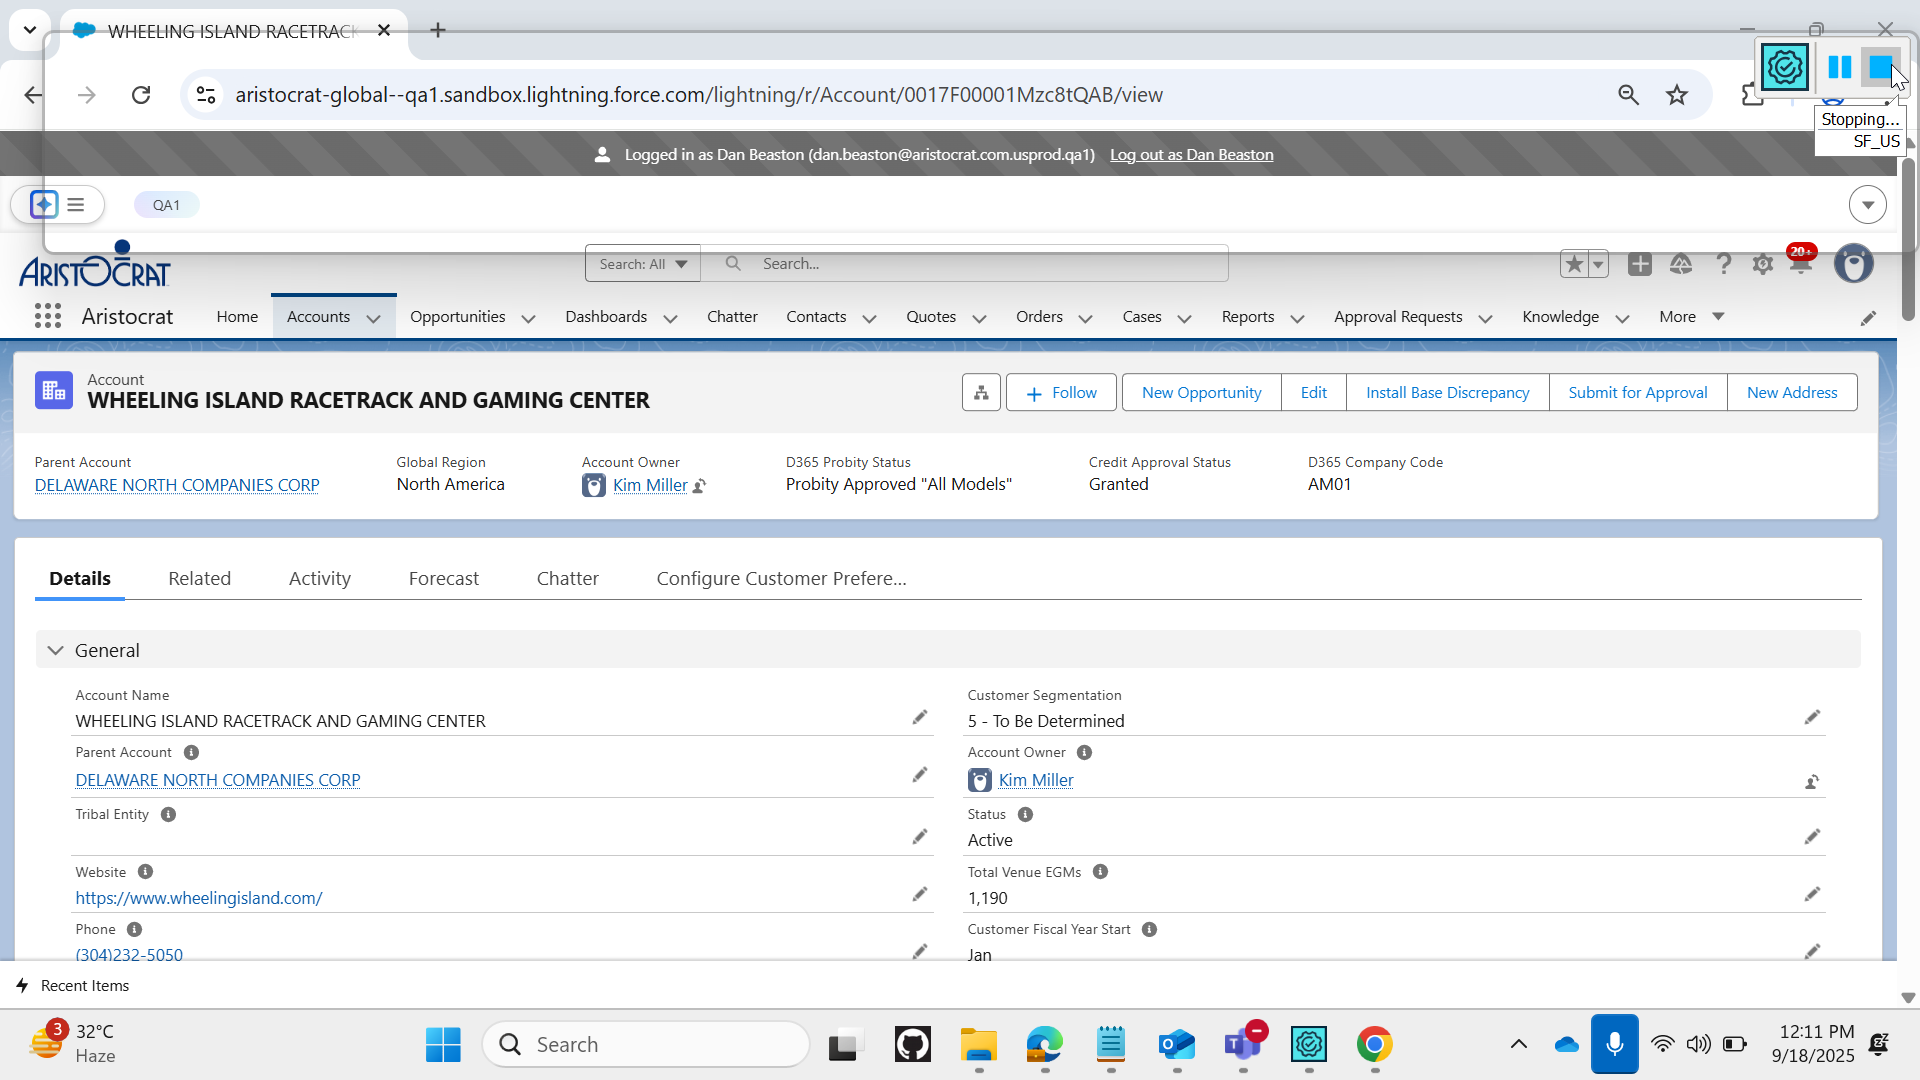 WHEELING ISLAND RACETRACK
aristocrat-global--qa1.sandbox.lightning.force.com/lightning/r/Account/0017F00001Mzc8tQAB/view
Stopping...
SF_US
Logged in as Dan Beaston (dan.beaston@aristocrat.com.usprod.qa1) Log out as Dan Beaston
QA1
ARISTOCRAT
Search: All
Search...
20+
Aristocrat
Home
Accounts
Opportunities
Dashboards
Chatter
Contacts
Quotes
Orders
Cases
Reports
Approval Requests
Knowledge
More
Account
WHEELING ISLAND RACETRACK AND GAMING CENTER
Follow
New Opportunity
Edit
Install Base Discrepancy
Submit for Approval
New Address
Parent Account
DELAWARE NORTH COMPANIES CORP
Global Region
North America
Account Owner
Kim Miller
D365 Probity Status
Probity Approved "All Models"
Credit Approval Status
Granted
D365 Company Code
AM01
Details
Related
Activity
Forecast
Chatter
Configure Customer Prefere...
General
Account Name
WHEELING ISLAND RACETRACK AND GAMING CENTER
Customer Segmentation
5 - To Be Determined
Parent Account
DELAWARE NORTH COMPANIES CORP
Account Owner
Kim Miller
Tribal Entity
Status
Active
Website
https://www.wheelingisland.com/
Total Venue EGMs
1,190
Phone
(304)232-5050
Customer Fiscal Year Start
Jan
Recent Items
3
32°C
Haze
Search
12:11 PM
9/18/2025